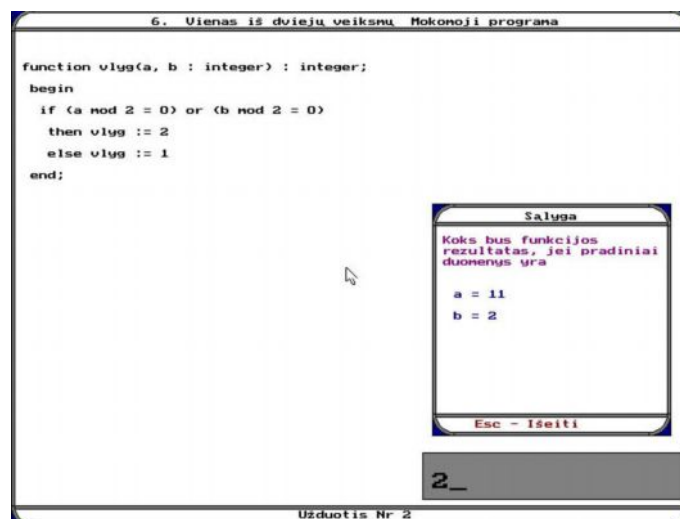 6. Vienas iš dviejų veiksmų Mokomoji programa
function vlyg(a, b : integer) : integer;
begin
if (a mod 2 = 0) or (b mod 2 = 0)
then vlyg := 2
else vlyg := 1
end;
Sąlyga
Koks bus funkcijos
rezultatas, jei pradiniai
duomenys yra
a = 11
b = 2
Esc - Išeiti
2_
Užduotis Nr 2